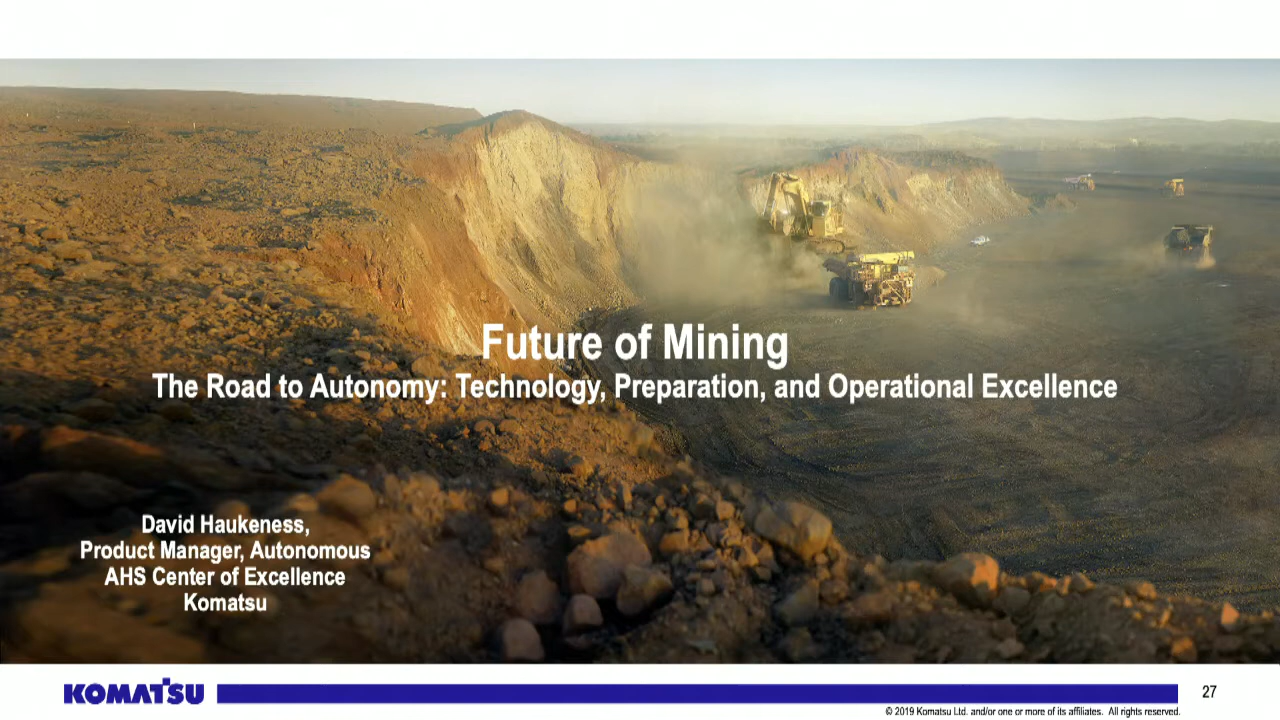 Future of Mining
The Road to Autonomy: Technology, Preparation, and Operational Excellence
David Haukeness,
Product Manager, Autonomous
AHS Center of Excellence
Komatsu
KOMATSU
27
© 2019 Komatsu Ltd. and/or one or more of its affiliates. All rights reserved.